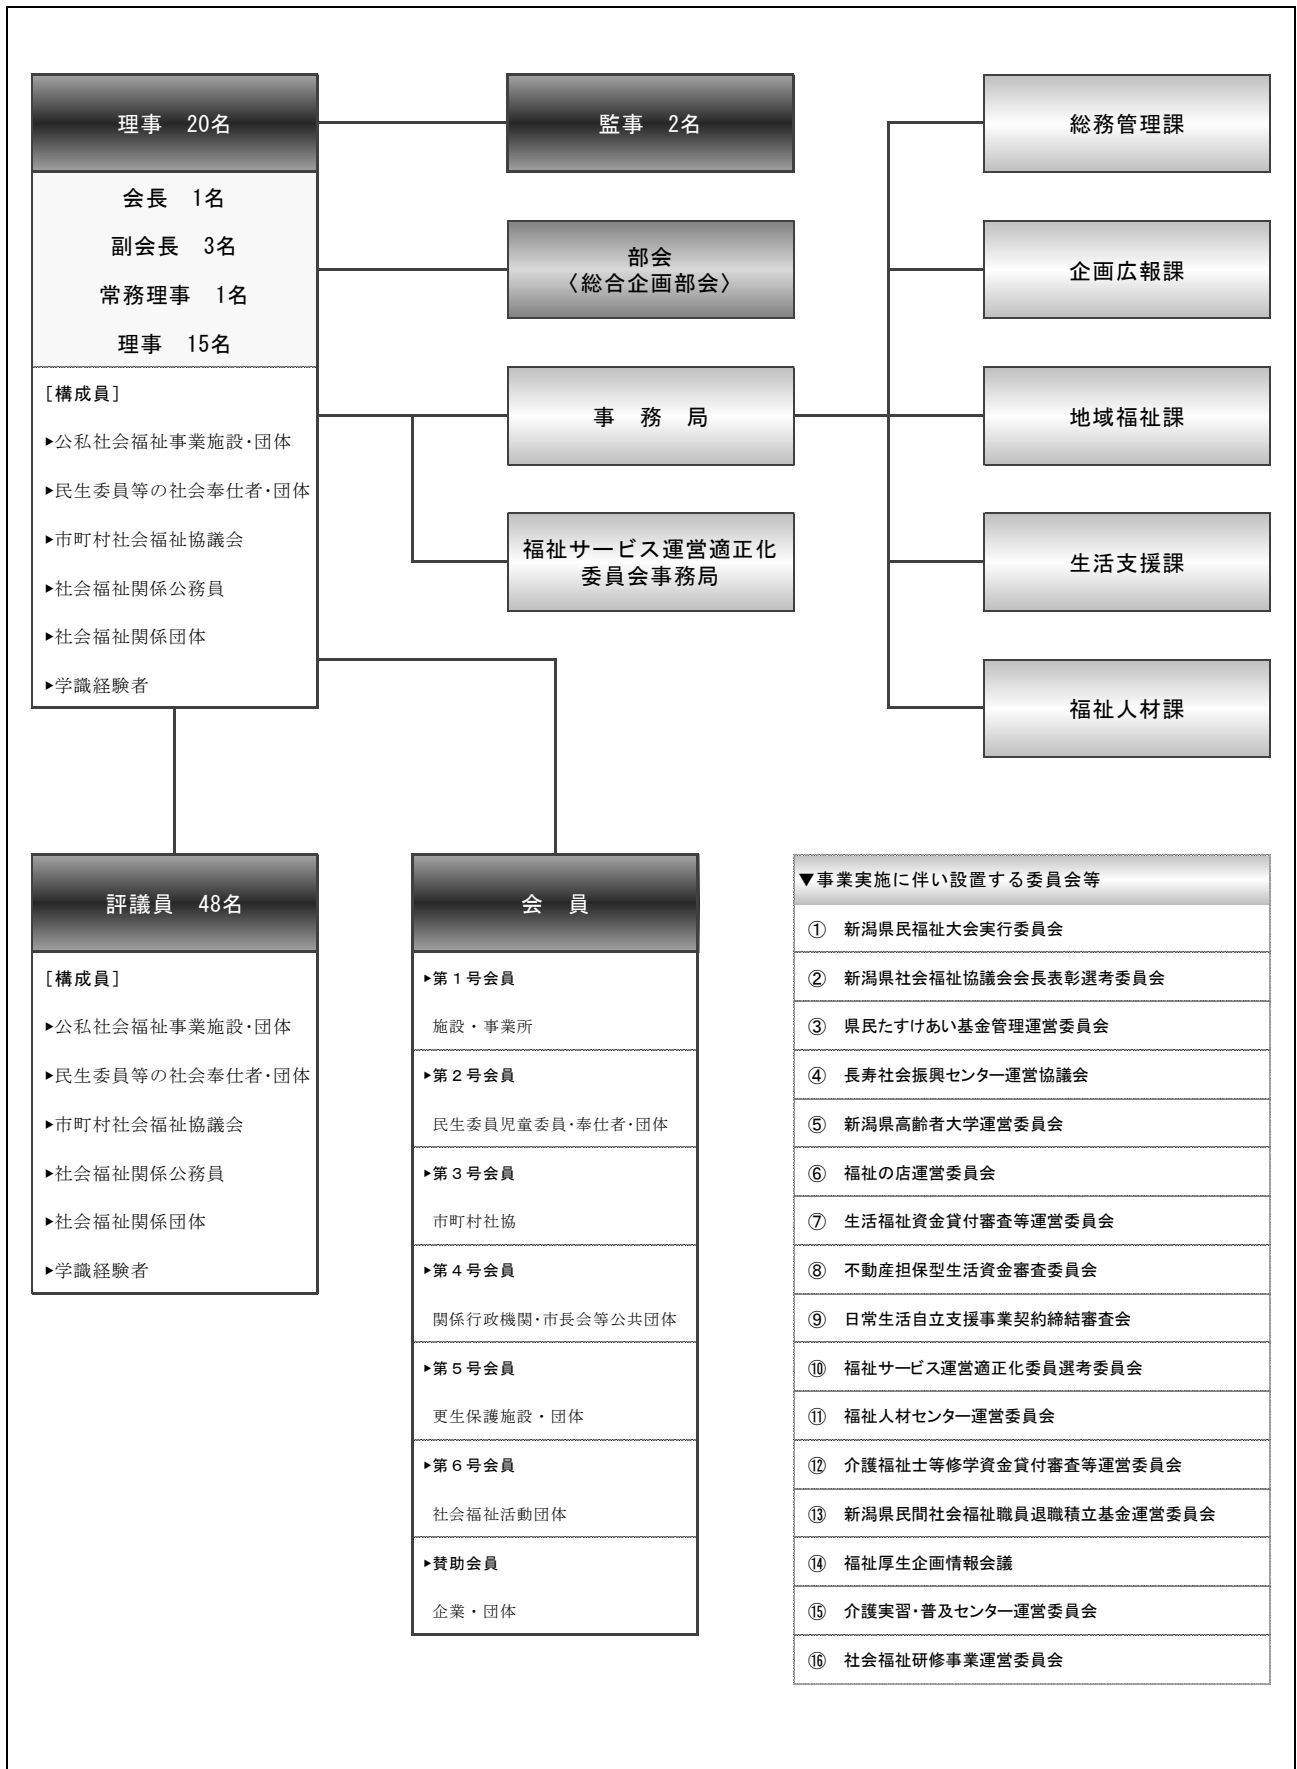 理事　20名
会長　1名
副会長　3名
常務理事　1名
理事　15名
［構成員］
▶公私社会福祉事業施設・団体
▶民生委員等の社会奉仕者・団体
▶市町村社会福祉協議会
▶社会福祉関係公務員
▶社会福祉関係団体
▶学識経験者
監事　2名
部会
〈総合企画部会〉
事　務　局
福祉サービス運営適正化
委員会事務局
総務管理課
企画広報課
地域福祉課
生活支援課
福祉人材課
評議員　48名
［構成員］
▶公私社会福祉事業施設・団体
▶民生委員等の社会奉仕者・団体
▶市町村社会福祉協議会
▶社会福祉関係公務員
▶社会福祉関係団体
▶学識経験者
会　員
▶第１号会員
施設・事業所
▶第２号会員
民生委員児童委員・奉仕者・団体
▶第３号会員
市町村社協
▶第４号会員
関係行政機関・市長会等公共団体
▶第５号会員
更生保護施設・団体
▶第６号会員
社会福祉活動団体
▶賛助会員
企業・団体
▼事業実施に伴い設置する委員会等
①　新潟県民福祉大会実行委員会
②　新潟県社会福祉協議会会長表彰選考委員会
③　県民たすけあい基金管理運営委員会
④　長寿社会振興センター運営協議会
⑤　新潟県高齢者大学運営委員会
⑥　福祉の店運営委員会
⑦　生活福祉資金貸付審査等運営委員会
⑧　不動産担保型生活資金審査委員会
⑨　日常生活自立支援事業契約締結審査会
⑩　福祉サービス運営適正化委員選考委員会
⑪　福祉人材センター運営委員会
⑫　介護福祉士等修学資金貸付審査等運営委員会
⑬　新潟県民間社会福祉職員退職積立基金運営委員会
⑭　福祉厚生企画情報会議
⑮　介護実習・普及センター運営委員会
⑯　社会福祉研修事業運営委員会